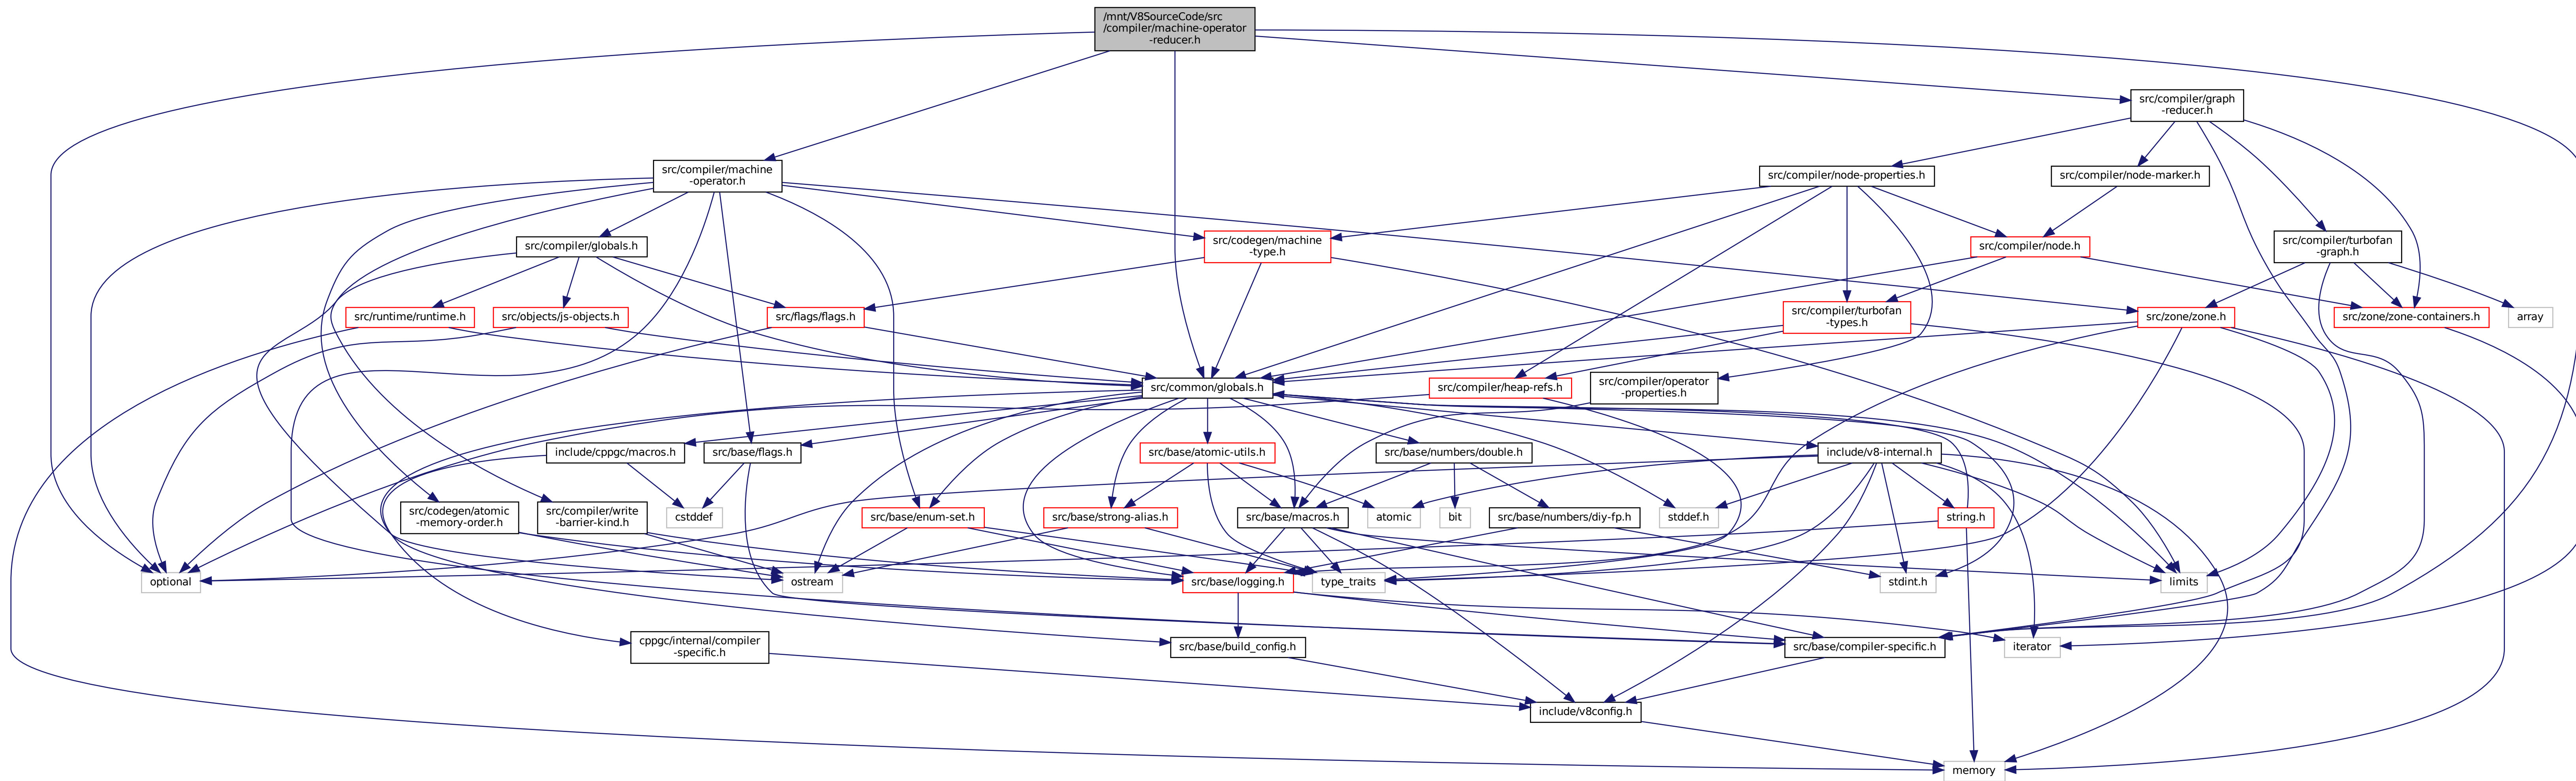 /mnt/V8SourceCode/src
/compiler/machine-operator
-reducer.h
src/compiler/graph
-reducer.h
src/compiler/machine
-operator.h
src/compiler/node-properties.h
src/compiler/node-marker.h
src/compiler/globals.h
src/codegen/machine
-type.h
src/compiler/node.h
src/compiler/turbofan
-graph.h
src/runtime/runtime.h
src/objects/js-objects.h
src/flags/flags.h
src/compiler/turbofan
-types.h
src/zone/zone.h
src/zone/zone-containers.h
array
src/common/globals.h
src/compiler/heap-refs.h
src/compiler/operator
-properties.h
include/cppgc/macros.h
src/base/flags.h
src/base/atomic-utils.h
src/base/numbers/double.h
include/v8-internal.h
src/codegen/atomic
-memory-order.h
src/compiler/write
-barrier-kind.h
cstddef
src/base/enum-set.h
src/base/strong-alias.h
src/base/macros.h
atomic
bit
src/base/numbers/diy-fp.h
stddef.h
string.h
optional
ostream
src/base/logging.h
type_traits
stdint.h
limits
cppgc/internal/compiler
-specific.h
src/base/build_config.h
src/base/compiler-specific.h
iterator
include/v8config.h
memory